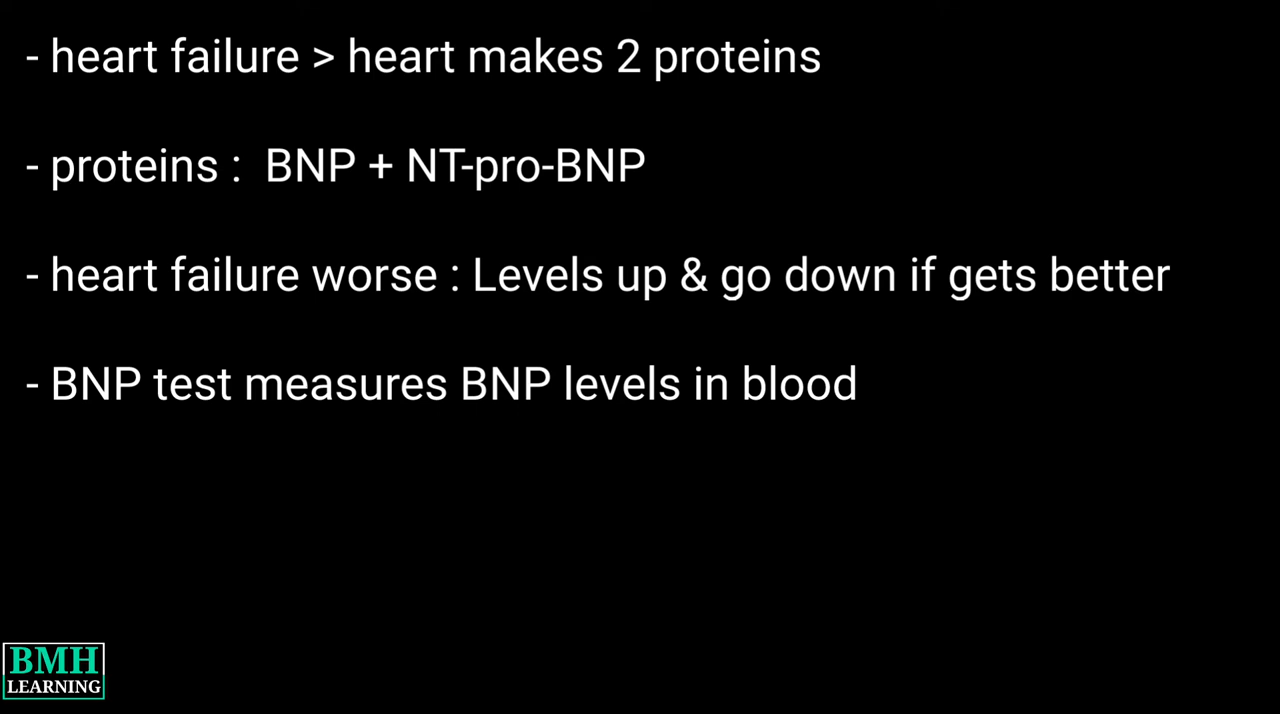 - heart failure > heart makes 2 proteins
- proteins :  BNP + NT-pro-BNP
- heart failure worse : Levels up & go down if gets better
- BNP test measures BNP levels in blood
BMH
LEARNING